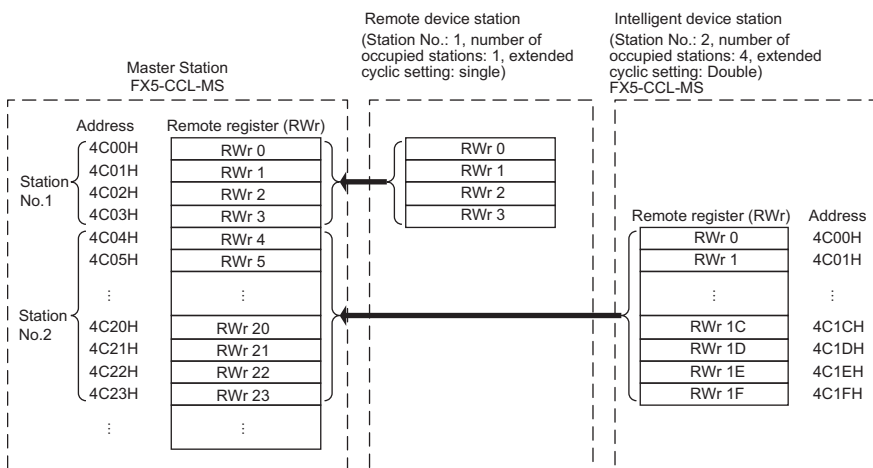 Remote device station
(Station No.: 1, number of
occupied stations: 1, extended
cyclic setting: single)
Intelligent device station
(Station No.: 2, number of
occupied stations: 4, extended
cyclic setting: Double)
FX5-CCL-MS
Master Station
FX5-CCL-MS
Address Remote register (RWr)
Station
No.1
4C00H RWr 0
4C01H RWr 1
4C02H RWr 2
4C03H RWr 3
Station
No.2
4C04H RWr 4
4C05H RWr 5
⋮ ⋮
4C20H RWr 20
4C21H RWr 21
4C22H RWr 22
4C23H RWr 23
⋮ ⋮
RWr 0
RWr 1
RWr 2
RWr 3
Remote register (RWr) Address
RWr 0 4C00H
RWr 1 4C01H
⋮ ⋮
RWr 1C 4C1CH
RWr 1D 4C1DH
RWr 1E 4C1EH
RWr 1F 4C1FH